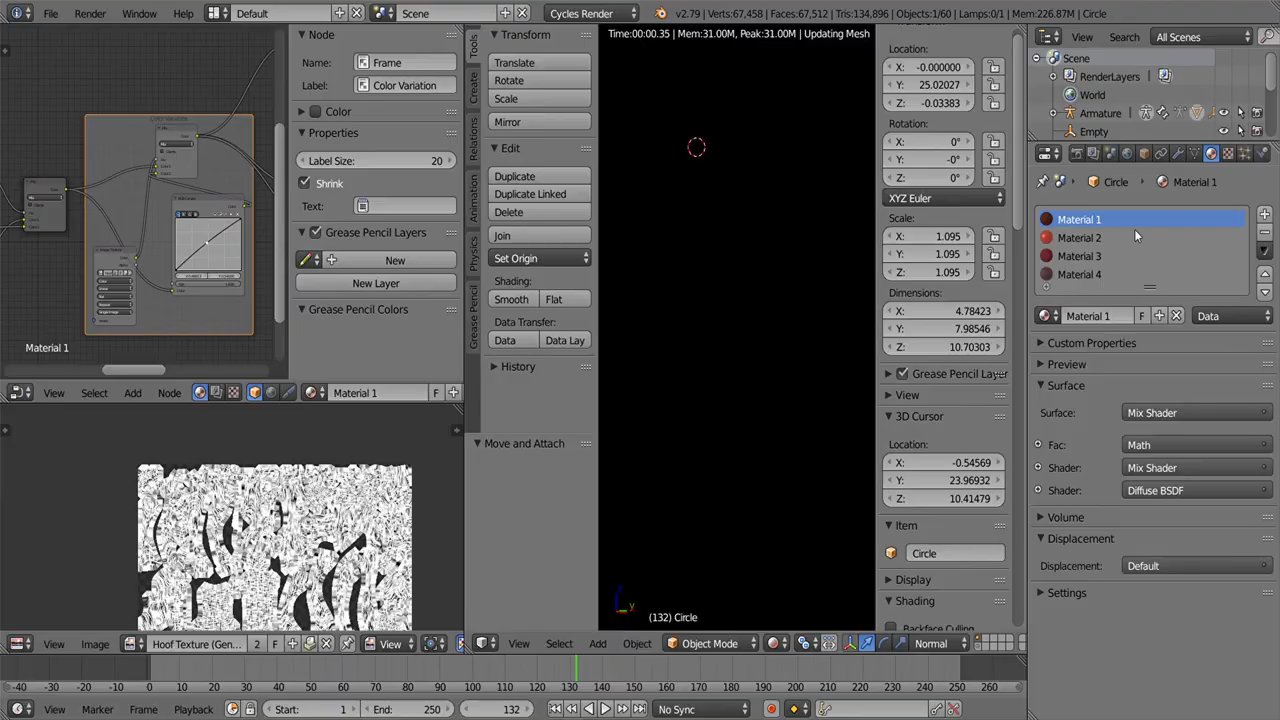 File Render Window Help Default Scene Cycles Render v2.79 | Verts:67,458 | Faces:67,512 | Tris:134,896 | Objects:1/60 | Lamps:0/1 | Mem:226.87M | Circle
Color Variation
Material 1
View Select Add Node Material 1 F
Node
Name: Frame
Label: Color Variation
Color
Properties
Label Size: 20
Shrink
Text:
Grease Pencil Layers
New
New Layer
Grease Pencil Colors
Tools
Create
Relations
Animation
Physics
Grease Pencil
Transform
Translate
Rotate
Scale
Mirror
Edit
Duplicate
Duplicate Linked
Delete
Join
Set Origin
Shading:
Smooth Flat
Data Transfer:
Data Data Lay
History
Move and Attach
Time:00:00.35 | Mem:31.00M, Peak:31.00M | Updating Mesh
y
(132) Circle
View Select Add Object Object Mode Normal
Location:
X: -0.000000
Y: 25.02027
Z: -0.03383
Rotation:
X: 0°
Y: -0°
Z: 0°
XYZ Euler
Scale:
X: 1.095
Y: 1.095
Z: 1.095
Dimensions:
X: 4.78423
Y: 7.98546
Z: 10.70303
Grease Pencil Layer
View
3D Cursor
Location:
X: -0.54569
Y: 23.96932
Z: 10.41479
Item
Circle
Display
Shading
Backface Culling
View Search All Scenes
Scene
RenderLayers
World
Armature
Empty
Circle Material 1
Material 1
Material 2
Material 3
Material 4
Material 1 F Data
Custom Properties
Preview
Surface
Surface: Mix Shader
Fac: Math
Shader: Mix Shader
Shader: Diffuse BSDF
Volume
Displacement
Displacement: Default
Settings
View Image Hoof Texture (Gen... 2 F View
-40 -30 -20 -10 0 10 20 30 40 50 60 70 80 90 100 110 120 130 140 150 160 170 180 190 200 210 220 230 240 250 260
View Marker Frame Playback Start: 1 End: 250 132 No Sync